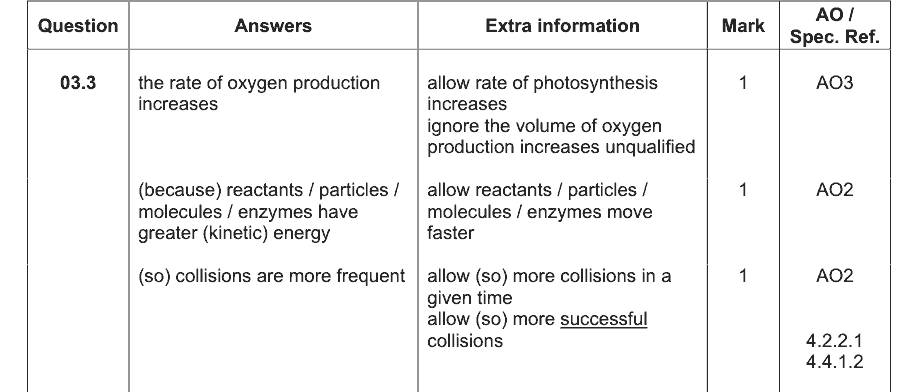 Question Answers Extra information Mark AO /
Spec. Ref.
03.3 the rate of oxygen production allow rate of photosynthesis 1 AO3
increases increases
ignore the volume of oxygen
production increases unqualified
(because) reactants / particles / allow reactants / particles / 1 AO2
molecules / enzymes have molecules / enzymes move
greater (kinetic) energy faster
(so) collisions are more frequent allow (so) more collisions in a 1 AO2
given time
allow (so) more successful
collisions 4.2.2.1
4.4.1.2